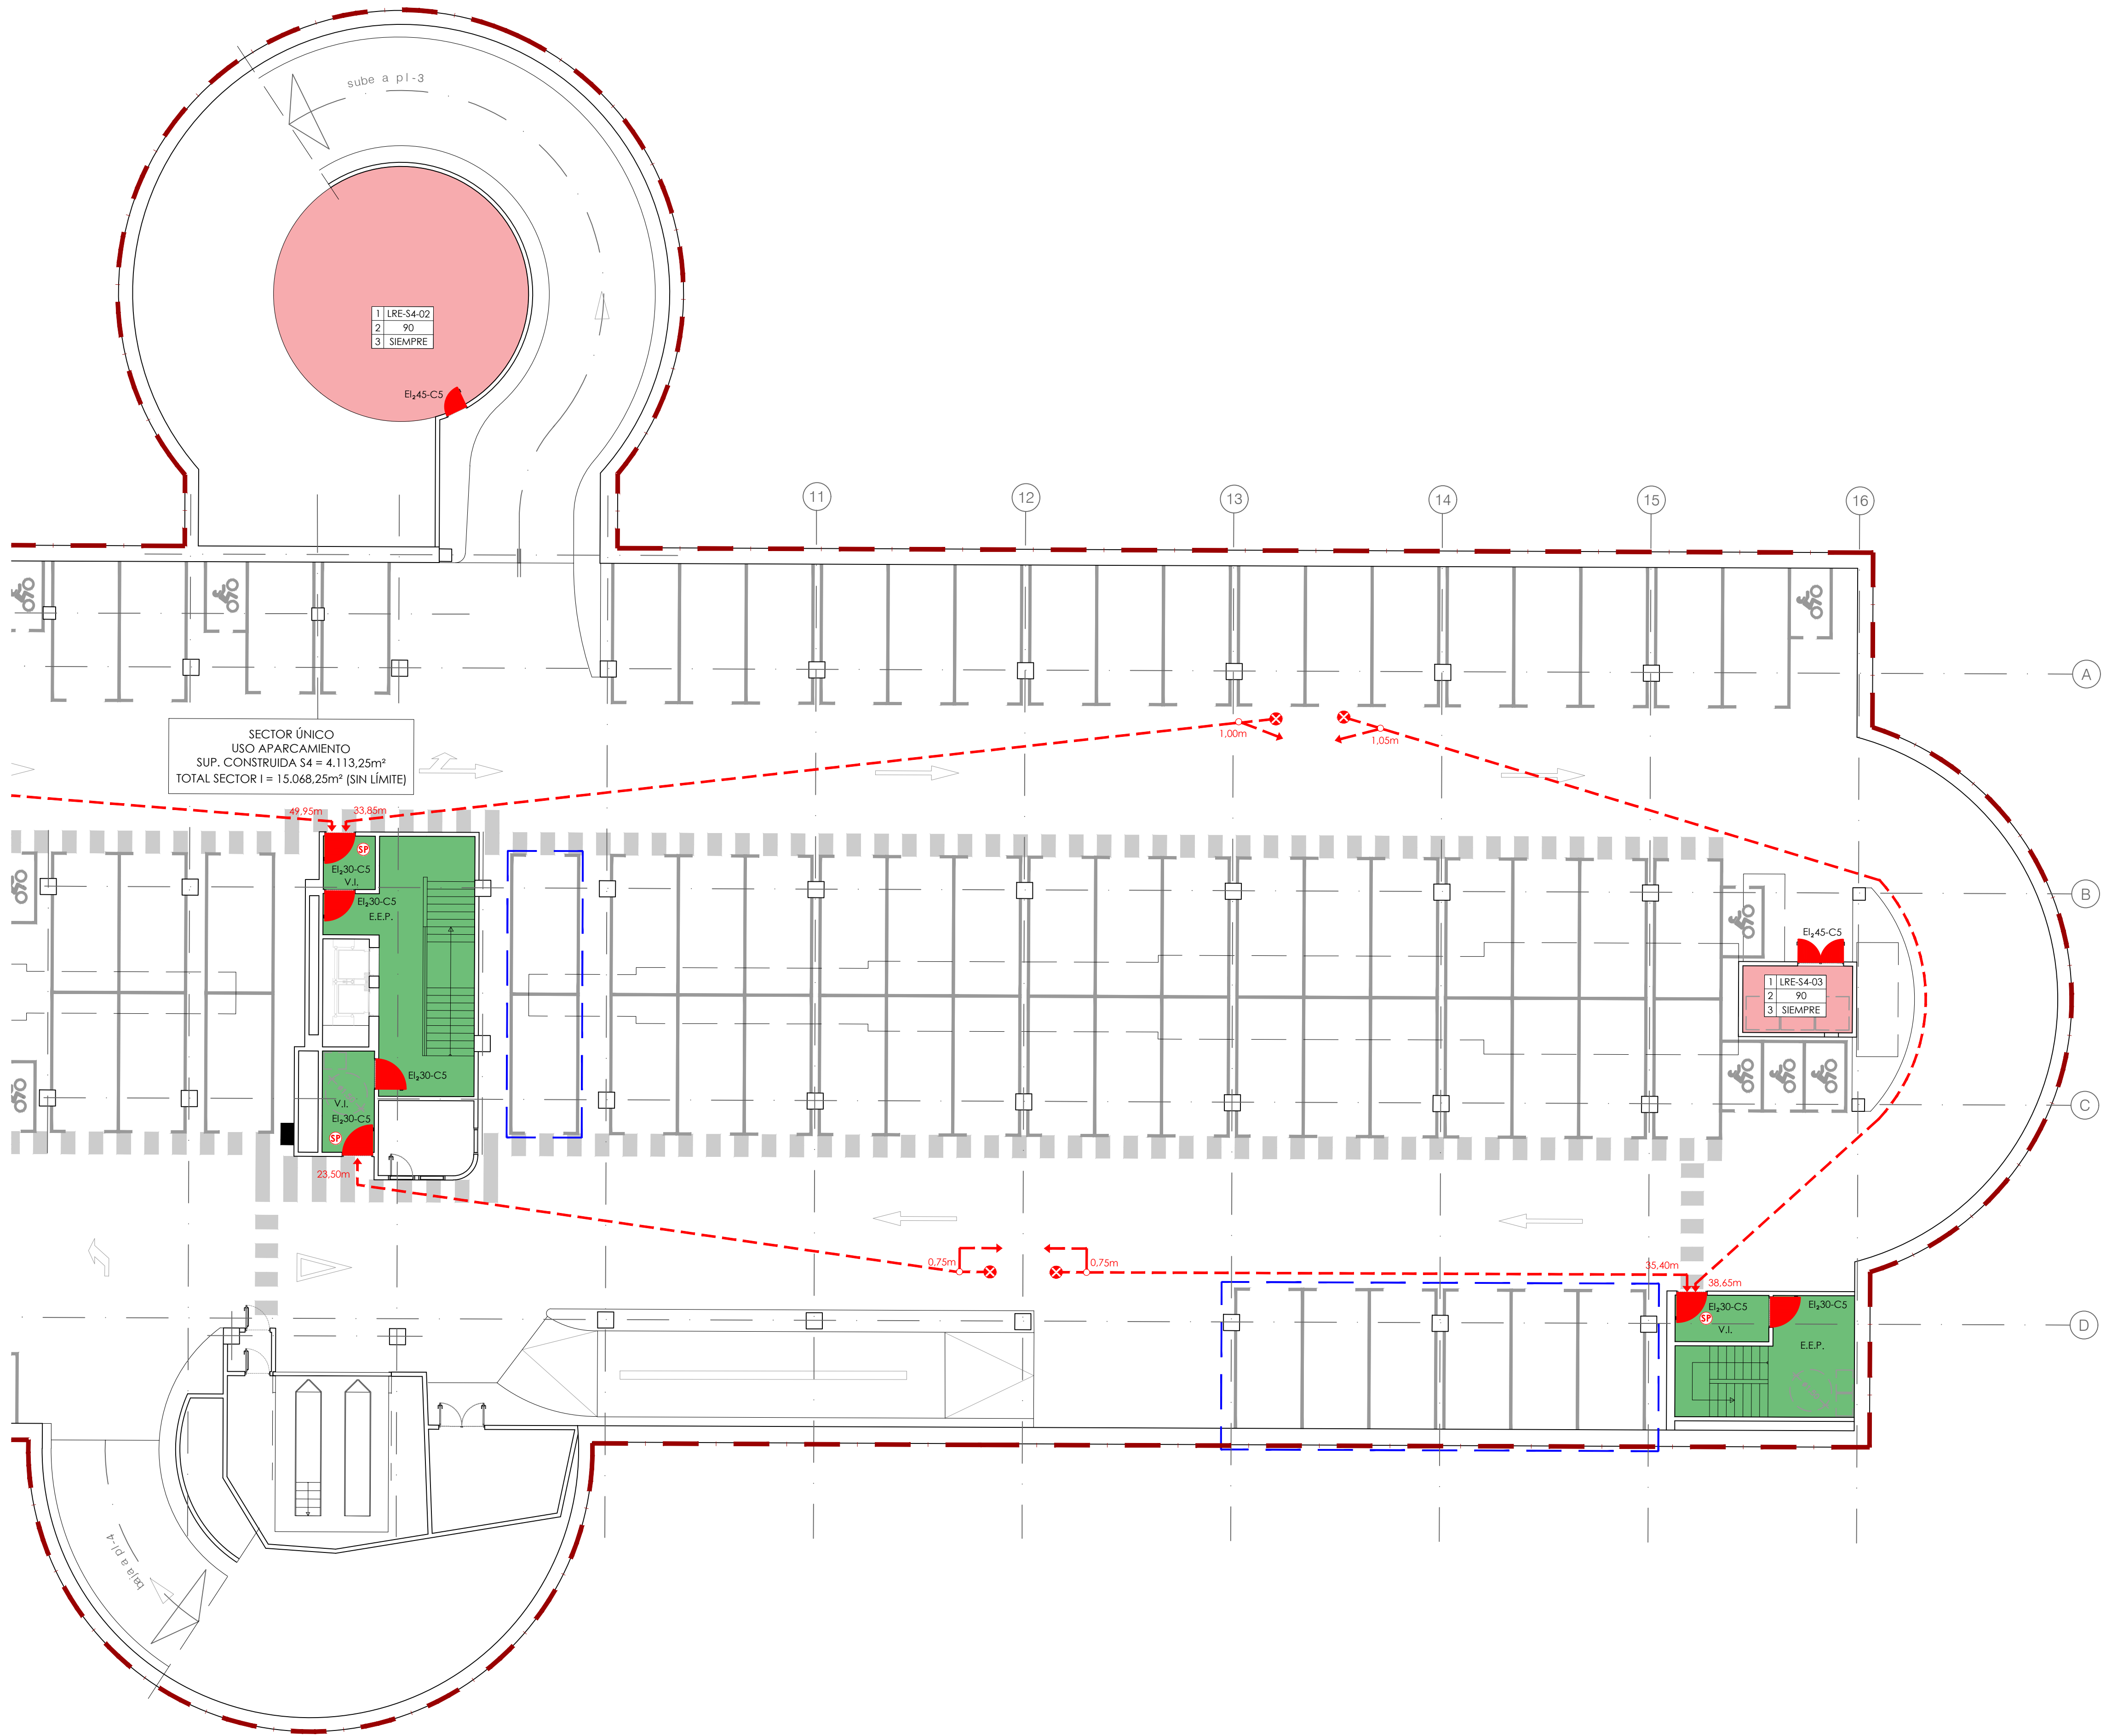 sube a pl-3
1 LRE-S4-02
2 90
3 SIEMPRE
EI₂45-C5
11
12
13
14
15
16
A
SECTOR ÚNICO
USO APARCAMIENTO
SUP. CONSTRUIDA S4 = 4.113,25m²
TOTAL SECTOR I = 15.068,25m² (SIN LÍMITE)
1,00m
1,05m
49,95m
33,85m
SP
EI₂30-C5
V.I.
EI₂30-C5
E.E.P.
B
EI₂45-C5
1 LRE-S4-03
2 90
3 SIEMPRE
EI₂30-C5
V.I.
EI₂30-C5
SP
C
23,50m
0,75m
0,75m
35,40m
38,65m
EI₂30-C5
SP
V.I.
EI₂30-C5
E.E.P.
D
baja a pl-4